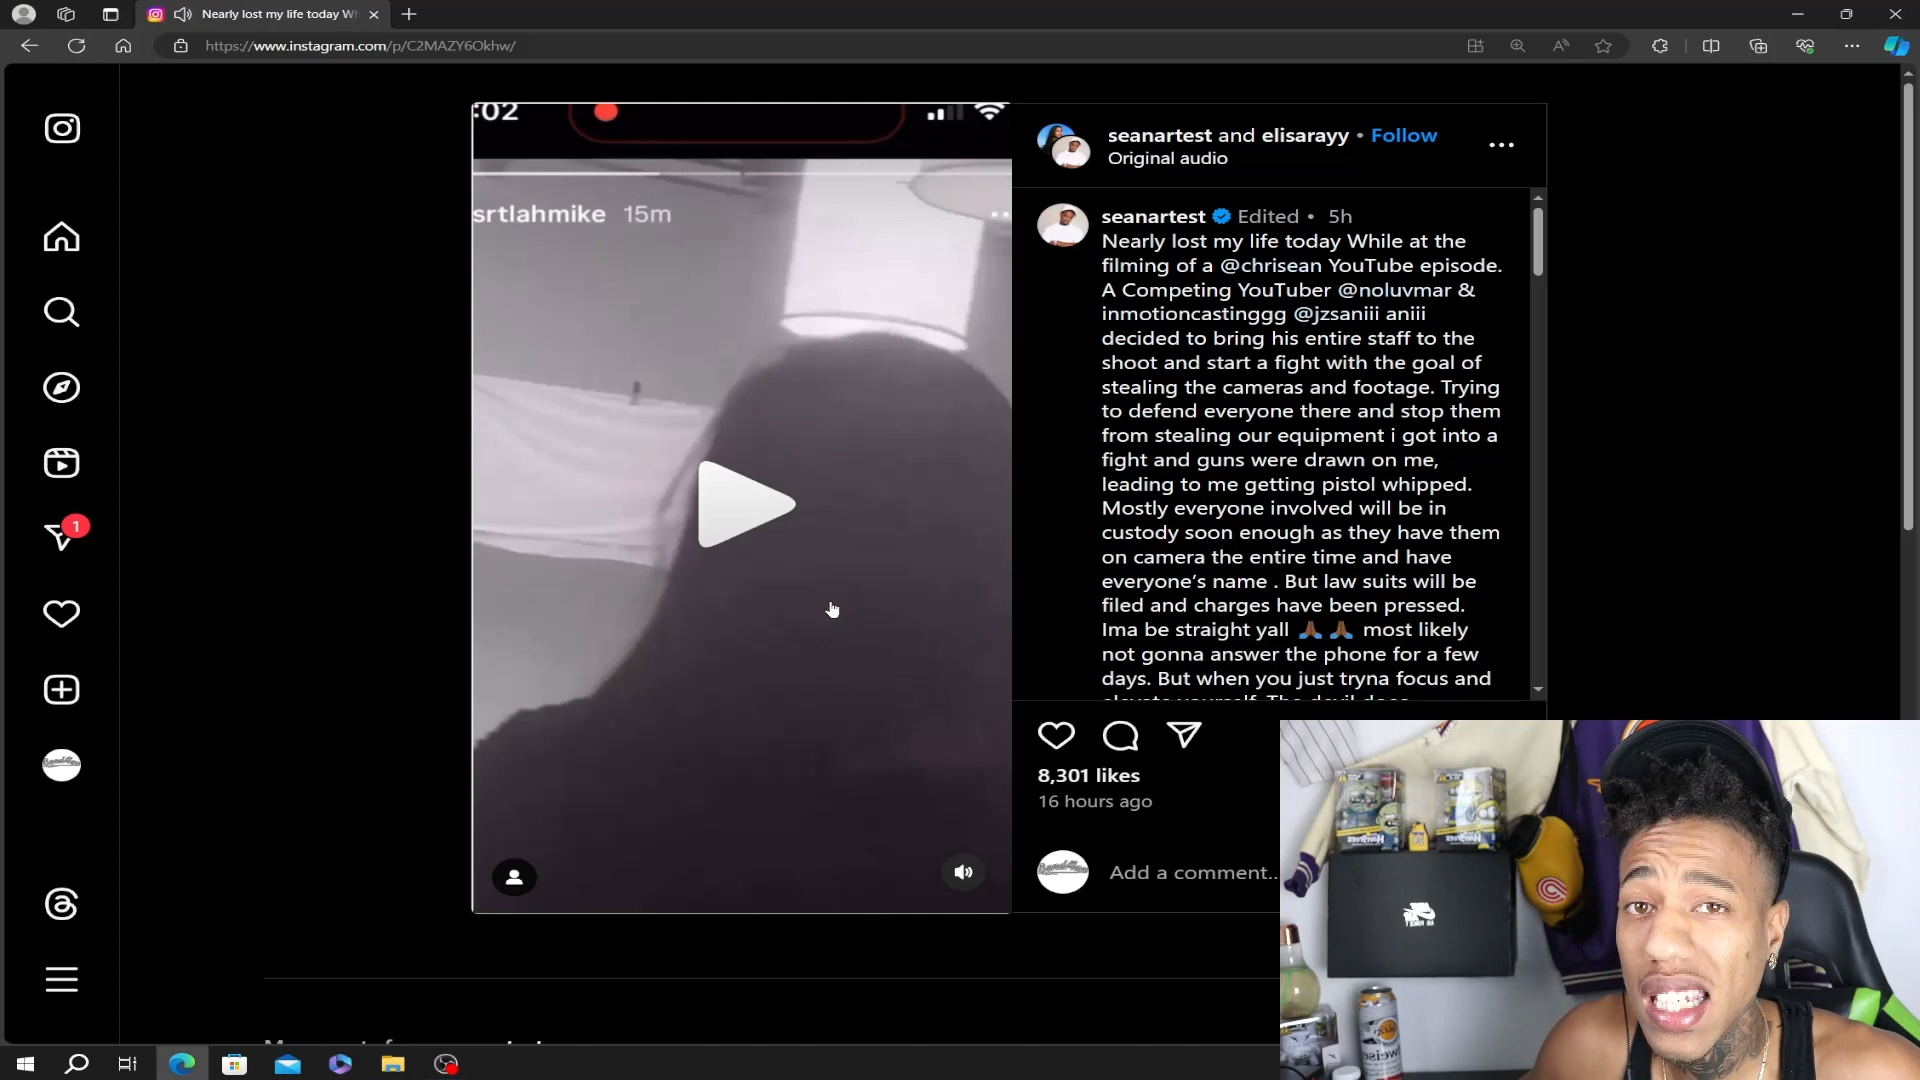 Nearly lost my life today W
https://www.instagram.com/p/C2MAZY6Okhw/
:02
srtlahmike 15m
seanartest and elisarayy • Follow
Original audio
seanartest Edited • 5h
Nearly lost my life today While at the
filming of a @chrisean YouTube episode.
A Competing YouTuber @noluvmar &
inmotioncastinggg @jzsaniii aniii
decided to bring his entire staff to the
shoot and start a fight with the goal of
stealing the cameras and footage. Trying
to defend everyone there and stop them
from stealing our equipment i got into a
fight and guns were drawn on me,
leading to me getting pistol whipped.
Mostly everyone involved will be in
custody soon enough as they have them
on camera the entire time and have
everyone's name . But law suits will be
filed and charges have been pressed.
Ima be straight yall 🙏🏾 🙏🏾 most likely
not gonna answer the phone for a few
days. But when you just tryna focus and
1
8,301 likes
16 hours ago
Add a comment...